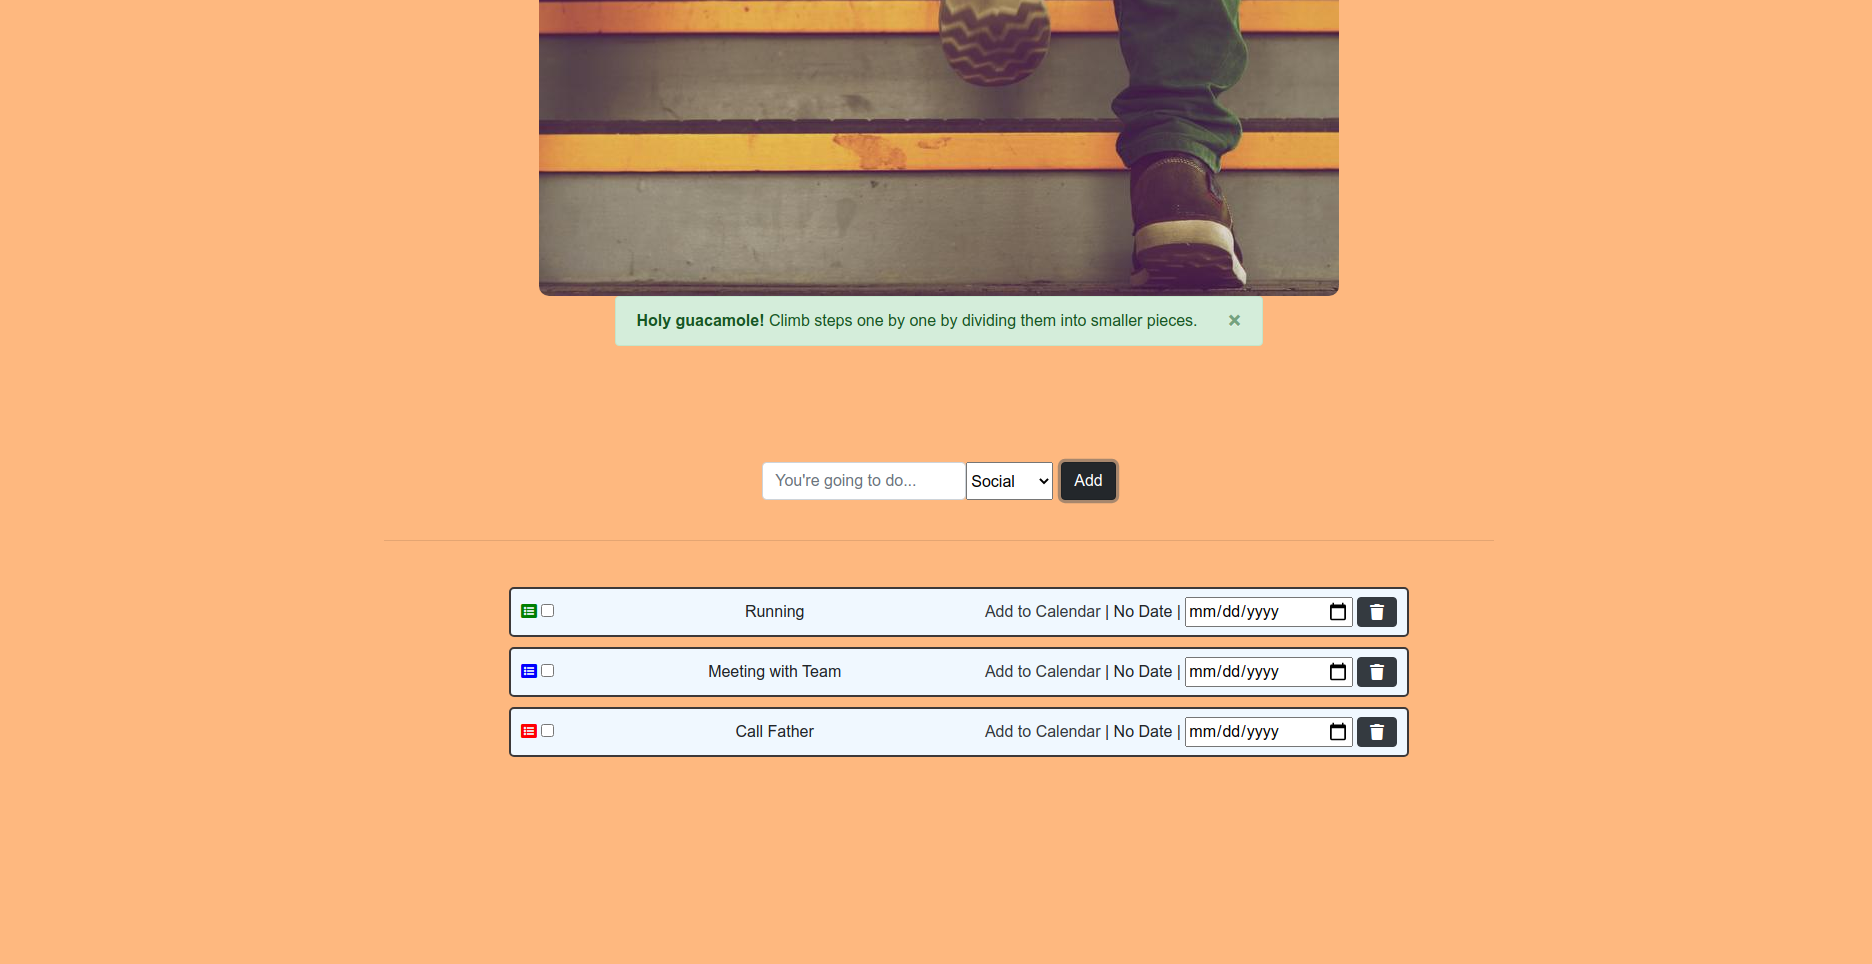 Holy guacamole! Climb steps one by one by dividing them into smaller pieces. ×
You're going to do... Social Add
Running Add to Calendar | No Date | mm/dd/yyyy
Meeting with Team Add to Calendar | No Date | mm/dd/yyyy
Call Father Add to Calendar | No Date | mm/dd/yyyy